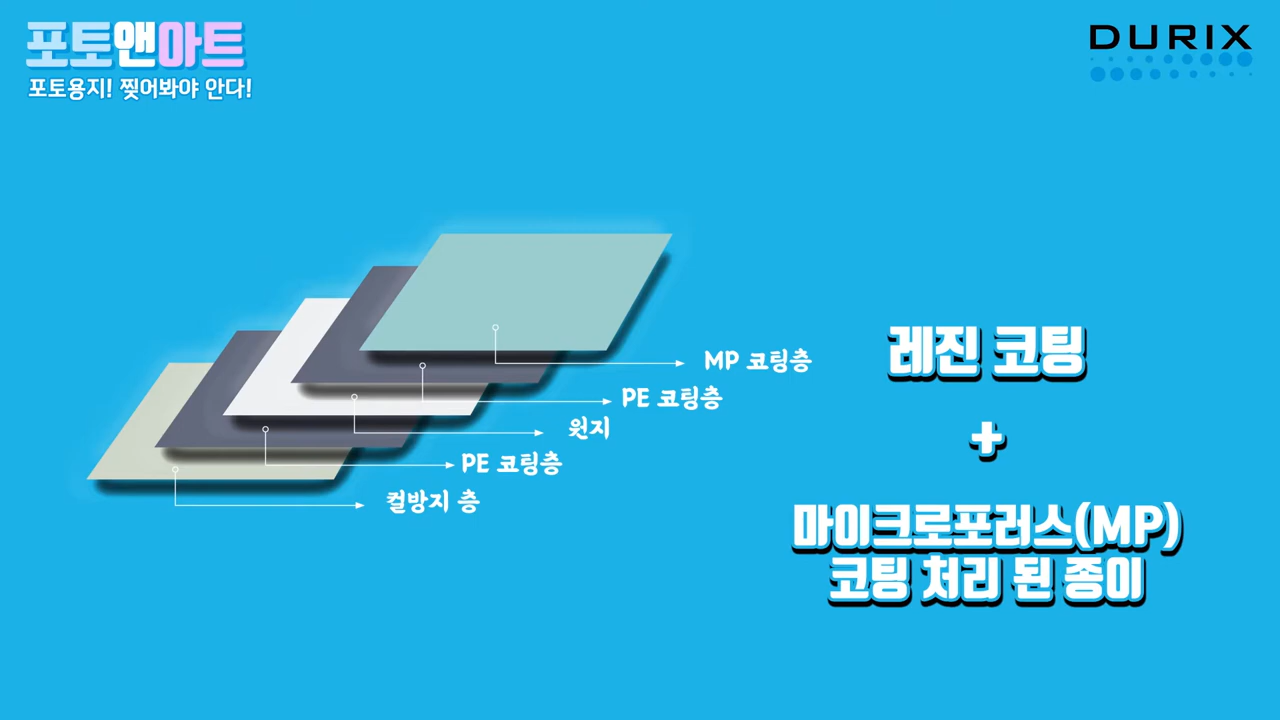 포토앤아트
포토용지! 찢어봐야 안다!
DURIX
MP 코팅층
PE 코팅층
원지
PE 코팅층
컬방지 층
레진 코팅
+
마이크로포러스(MP)
코팅 처리 된 종이